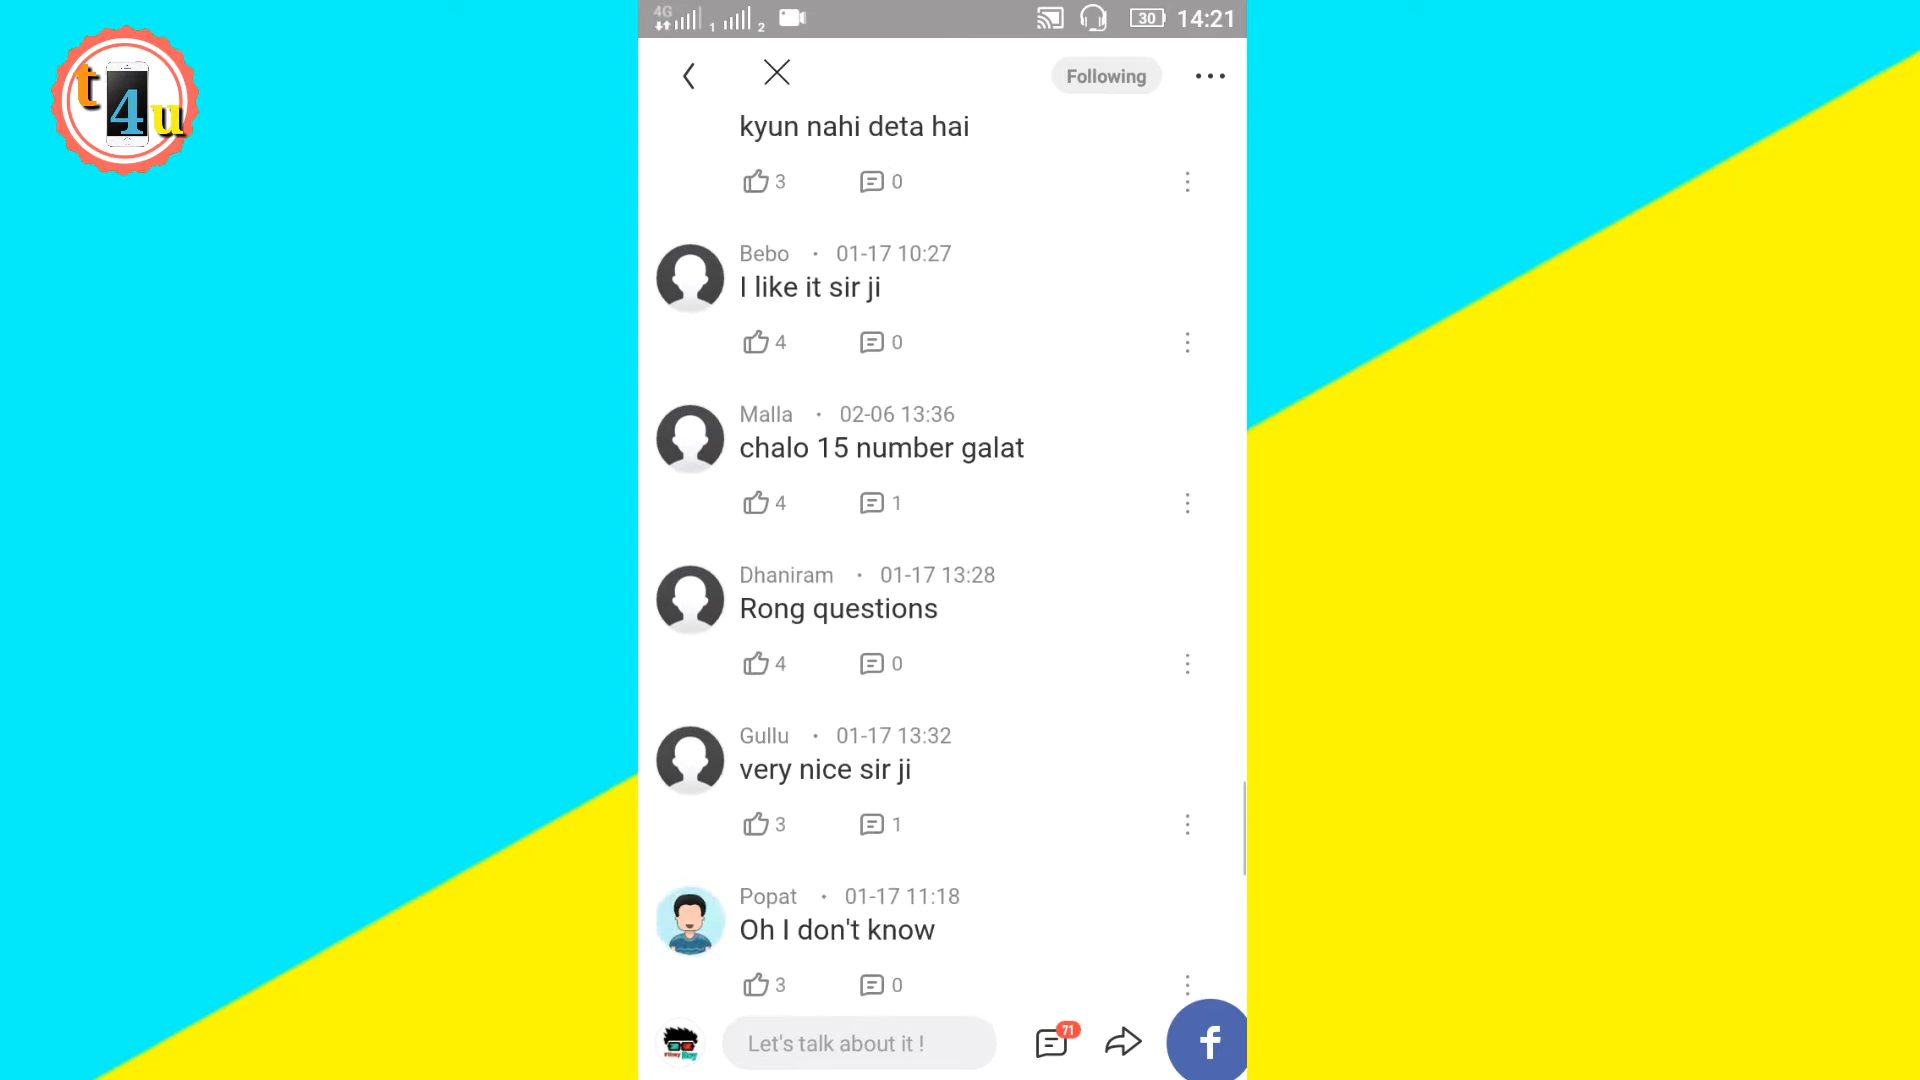 t4u
4G 1 2 30 14:21
Following
kyun nahi deta hai
3 0
Bebo • 01-17 10:27
I like it sir ji
4 0
Malla • 02-06 13:36
chalo 15 number galat
4 1
Dhaniram • 01-17 13:28
Rong questions
4 0
Gullu • 01-17 13:32
very nice sir ji
3 1
Popat • 01-17 11:18
Oh I don't know
3 0
Let's talk about it !
71
f